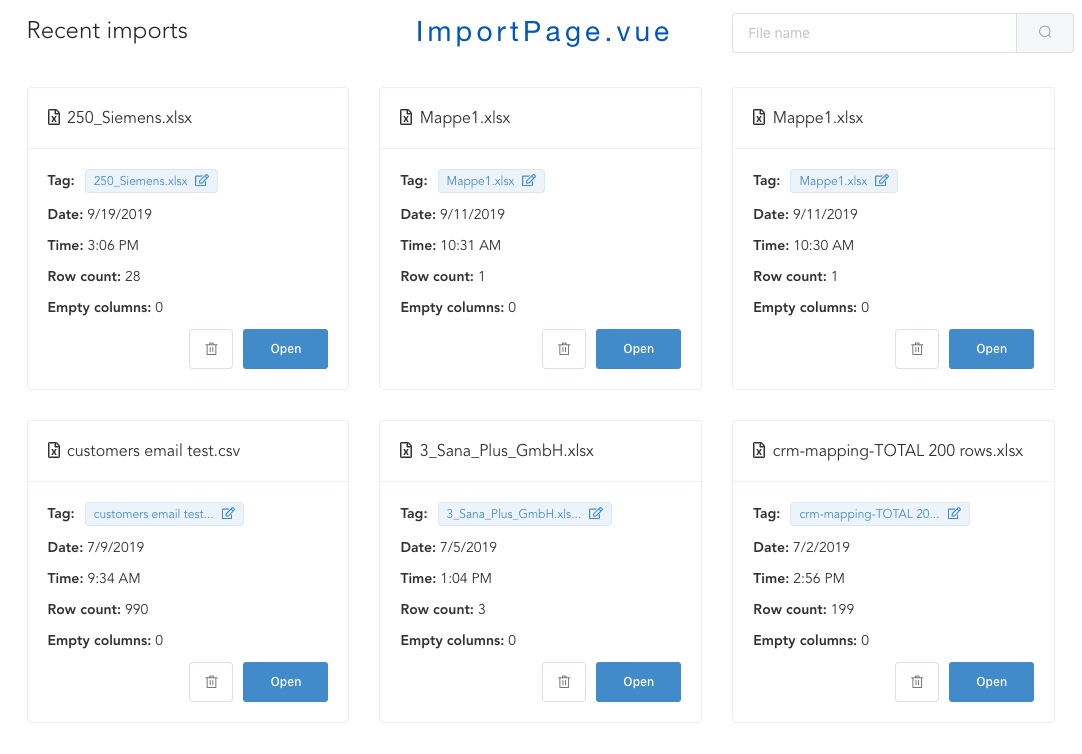 Recent imports
ImportPage.vue
File name
250_Siemens.xlsx
Tag: 250_Siemens.xlsx
Date: 9/19/2019
Time: 3:06 PM
Row count: 28
Empty columns: 0
Open
Mappe1.xlsx
Tag: Mappe1.xlsx
Date: 9/11/2019
Time: 10:31 AM
Row count: 1
Empty columns: 0
Open
Mappe1.xlsx
Tag: Mappe1.xlsx
Date: 9/11/2019
Time: 10:30 AM
Row count: 1
Empty columns: 0
Open
customers email test.csv
Tag: customers email test...
Date: 7/9/2019
Time: 9:34 AM
Row count: 990
Empty columns: 0
Open
3_Sana_Plus_GmbH.xlsx
Tag: 3_Sana_Plus_GmbH.xls...
Date: 7/5/2019
Time: 1:04 PM
Row count: 3
Empty columns: 0
Open
crm-mapping-TOTAL 200 rows.xlsx
Tag: crm-mapping-TOTAL 20...
Date: 7/2/2019
Time: 2:56 PM
Row count: 199
Empty columns: 0
Open